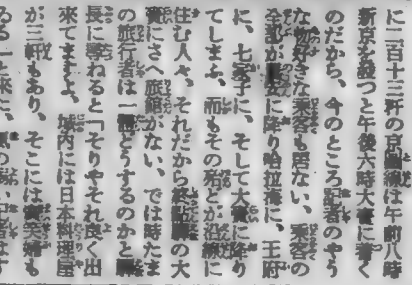 に二百十三粁の京圖線は午前八時
新京を發つと午後六時大賚に着く
のだから、今のところ記者のやう
な物好きな乘客も居ない、乘客の
全部が に降り哈拉海に、王府
に、七家子に、そして大賚に降り
てしまふ、而もその殆とが沿線に
住む人々、それだから終點驛の大
賚にさへ旅館がない、では時たま
の旅行者は一體どうするのかと驛
長に尋ねると「そりやそれ良く出
來てますよ、城内には日本料理屋
が三軒もあり、そこには御笑婦も